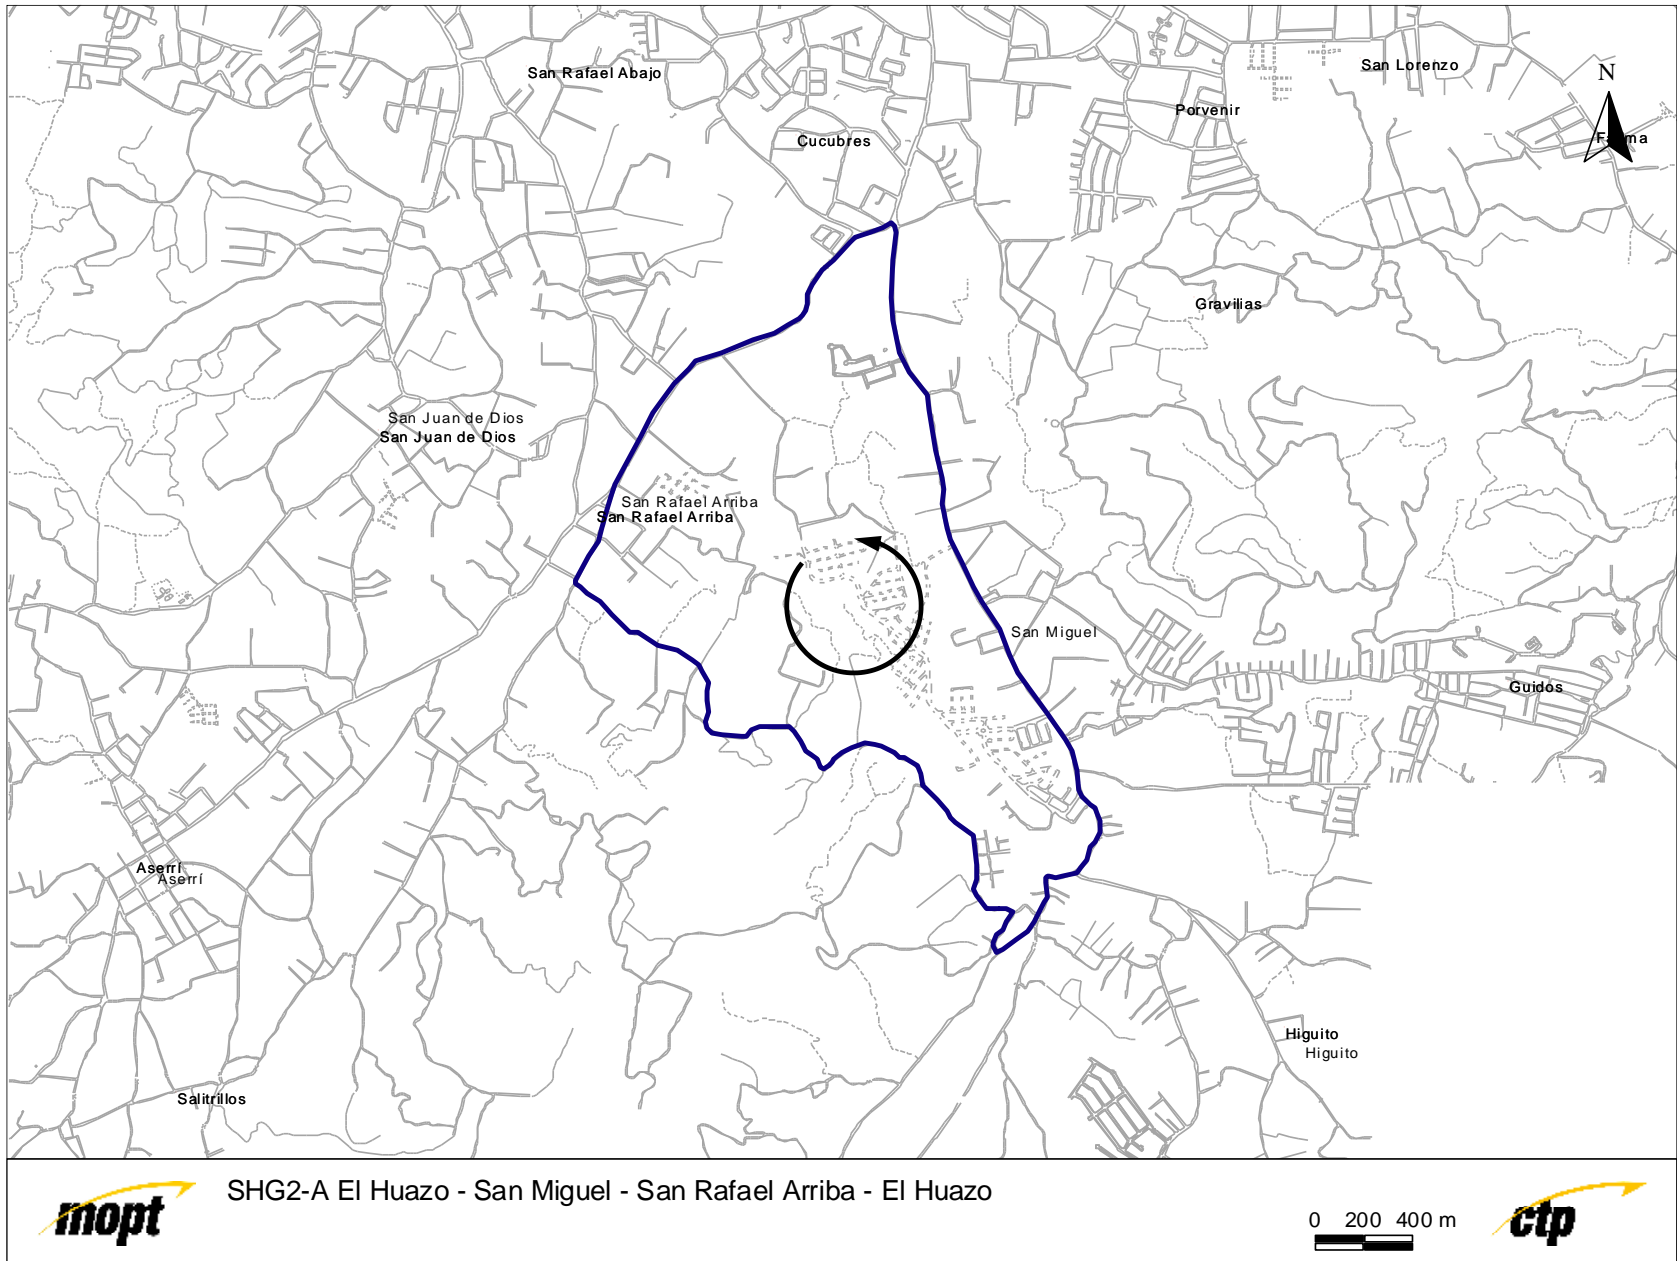 San Rafael Abajo
San Lorenzo
N
Porvenir
Cucubres
Gravilias
San Juan de Dios
San Juan de Dios
San Rafael Arriba
San Rafael Arriba
San Miguel
Guidos
Aserrí
Aserrí
Higuito
Higuito
Salitrillos
SHG2-A El Huazo - San Miguel - San Rafael Arriba - El Huazo
mopt
0 200 400 m
ctp